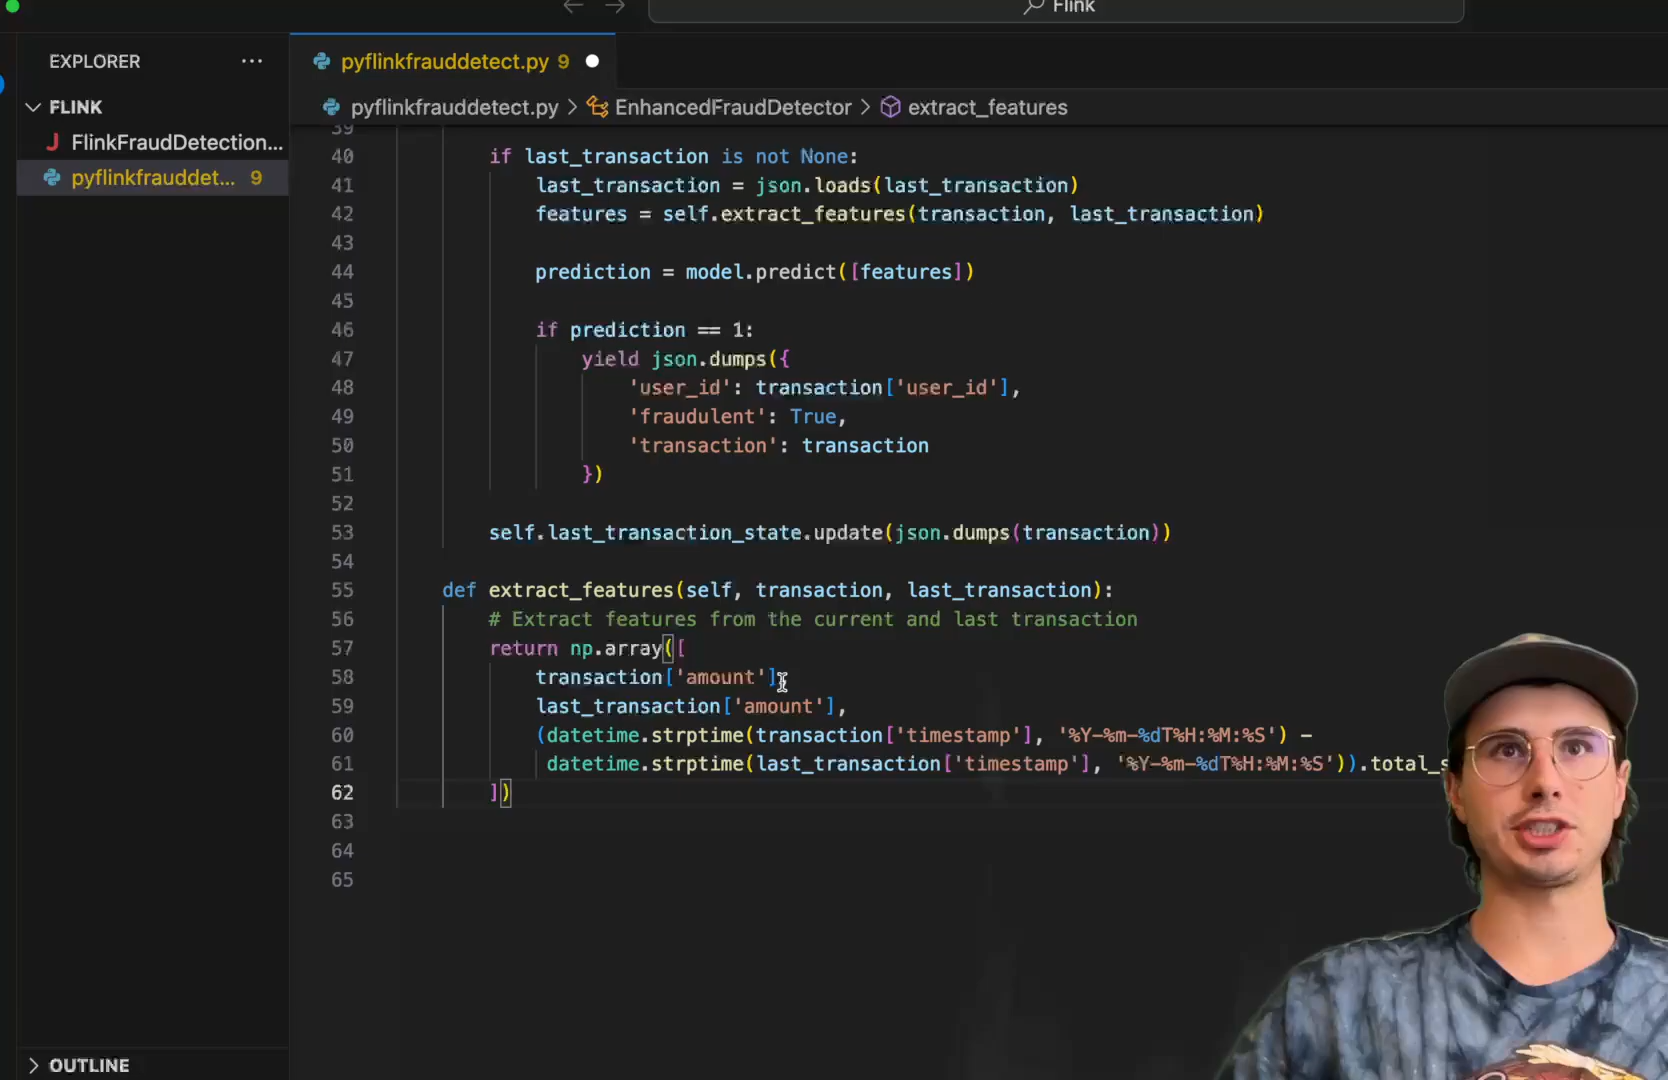 Flink
EXPLORER ...
FLINK
FlinkFraudDetection...
pyflinkfrauddet... 9
OUTLINE
pyflinkfrauddetect.py 9
pyflinkfrauddetect.py > EnhancedFraudDetector > extract_features
39
40 if last_transaction is not None:
41 last_transaction = json.loads(last_transaction)
42 features = self.extract_features(transaction, last_transaction)
43
44 prediction = model.predict([features])
45
46 if prediction == 1:
47 yield json.dumps({
48 'user_id': transaction['user_id'],
49 'fraudulent': True,
50 'transaction': transaction
51 })
52
53 self.last_transaction_state.update(json.dumps(transaction))
54
55 def extract_features(self, transaction, last_transaction):
56 # Extract features from the current and last transaction
57 return np.array([
58 transaction['amount'],
59 last_transaction['amount'],
60 (datetime.strptime(transaction['timestamp'], '%Y-%m-%dT%H:%M:%S') -
61 datetime.strptime(last_transaction['timestamp'], '%Y-%m-%dT%H:%M:%S')).total_s
62 ])
63
64
65